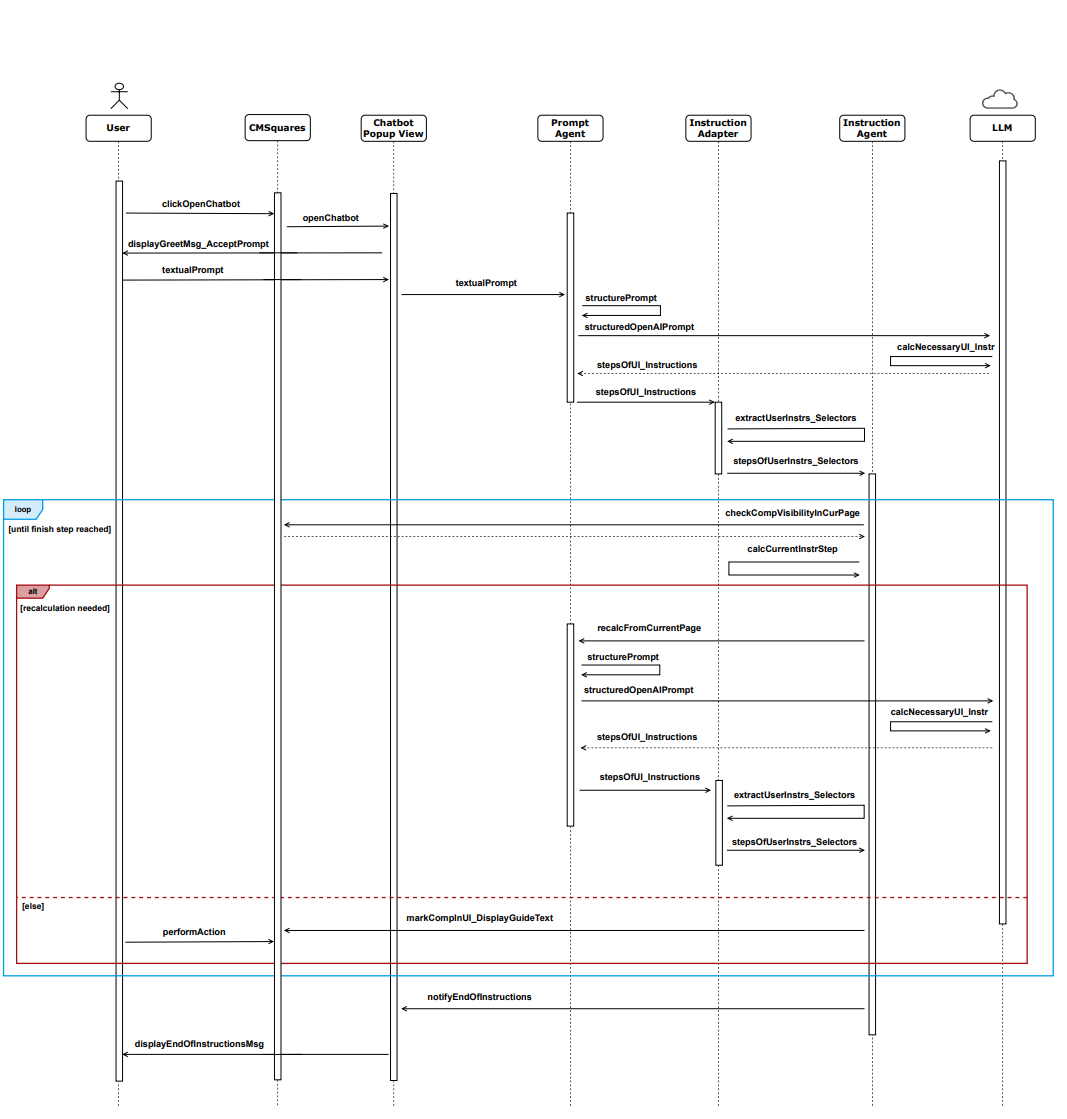 User
CMSquares
Chatbot
Popup View
Prompt
Agent
Instruction
Adapter
Instruction
Agent
LLM
clickOpenChatbot
openChatbot
displayGreetMsg_AcceptPrompt
textualPrompt
textualPrompt
structurePrompt
structuredOpenAIPrompt
calcNecessaryUI_Instr
stepsOfUI_Instructions
stepsOfUI_Instructions
extractUserInstrs_Selectors
stepsOfUserInstrs_Selectors
loop
[until finish step reached]
checkCompVisibilityInCurPage
calcCurrentInstrStep
alt
[recalculation needed]
recalcFromCurrentPage
structurePrompt
structuredOpenAIPrompt
calcNecessaryUI_Instr
stepsOfUI_Instructions
stepsOfUI_Instructions
extractUserInstrs_Selectors
stepsOfUserInstrs_Selectors
[else]
markCompInUI_DisplayGuideText
performAction
notifyEndOfInstructions
displayEndOfInstructionsMsg